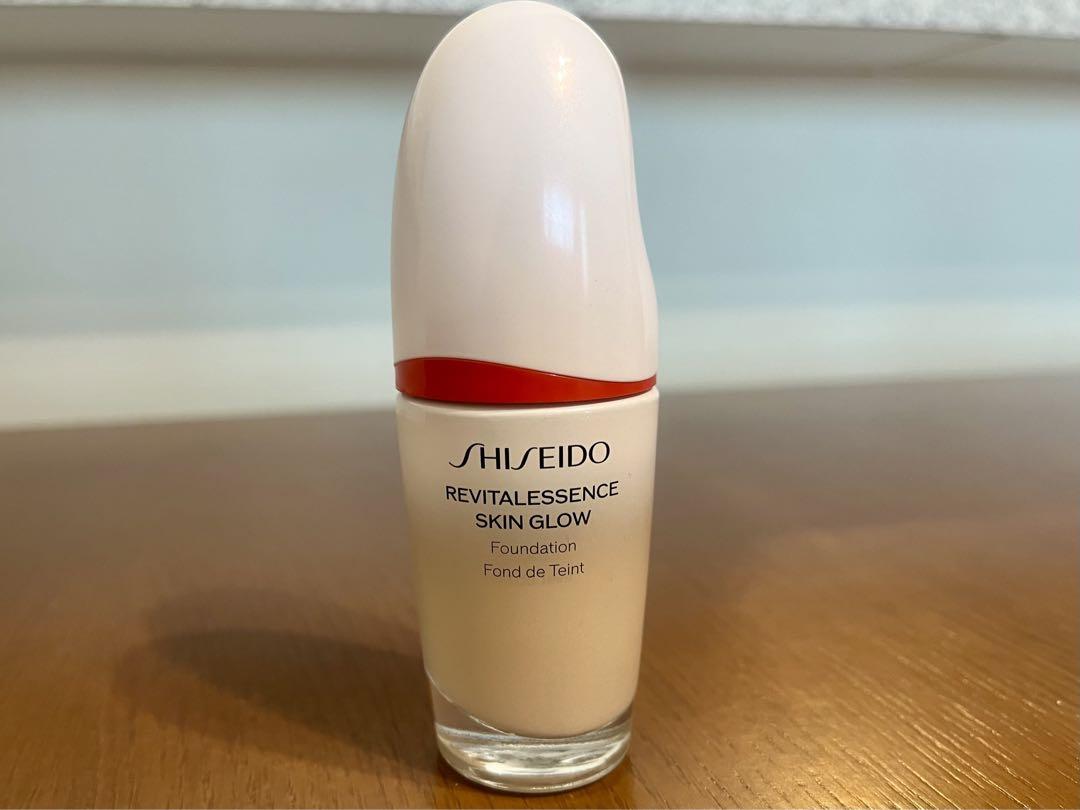 SHISEIDO
REVITALESSENCE
SKIN GLOW
Foundation
Fond de Teint